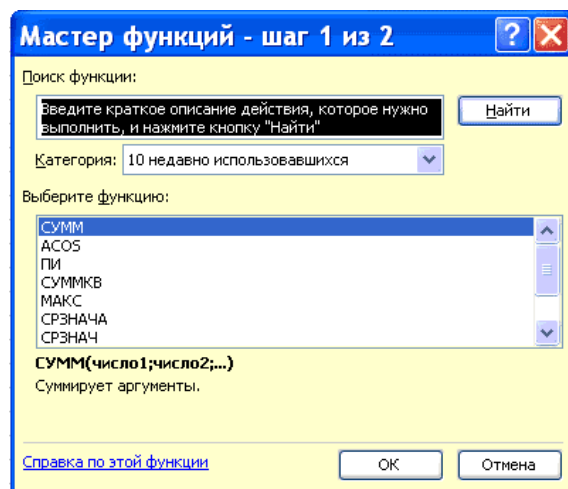 Мастер функций - шаг 1 из 2
Поиск функции:
Введите краткое описание действия, которое нужно
выполнить, и нажмите кнопку "Найти"
Найти
Категория: 10 недавно использовавшихся
Выберите функцию:
СУММ
ACOS
ПИ
СУММКВ
МАКС
СРЗНАЧА
СРЗНАЧ
СУММ(число1;число2;...)
Суммирует аргументы.
Справка по этой функции
ОК
Отмена